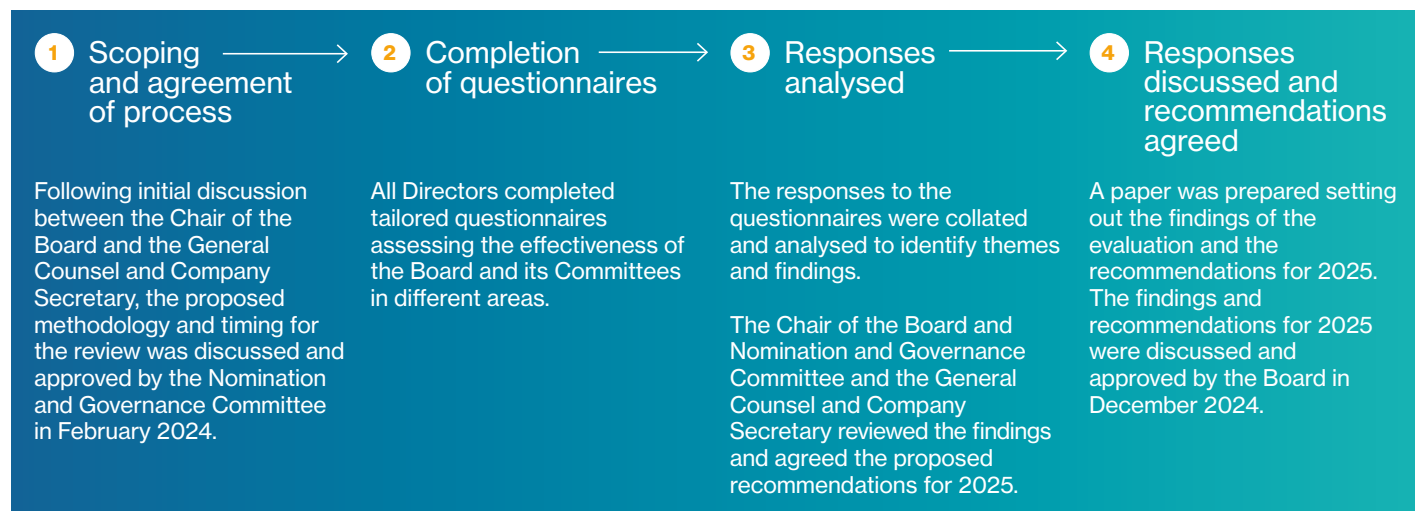 1 Scoping
and agreement
of process
Following initial discussion
between the Chair of the
Board and the General
Counsel and Company
Secretary, the proposed
methodology and timing for
the review was discussed and
approved by the Nomination
and Governance Committee
in February 2024.
2 Completion
of questionnaires
All Directors completed
tailored questionnaires
assessing the effectiveness of
the Board and its Committees
in different areas.
3 Responses
analysed
The responses to the
questionnaires were collated
and analysed to identify themes
and findings.
The Chair of the Board and
Nomination and Governance
Committee and the General
Counsel and Company
Secretary reviewed the findings
and agreed the proposed
recommendations for 2025.
4 Responses
discussed and
recommendations
agreed
A paper was prepared setting
out the findings of the
evaluation and the
recommendations for 2025.
The findings and
recommendations for 2025
were discussed and
approved by the Board in
December 2024.